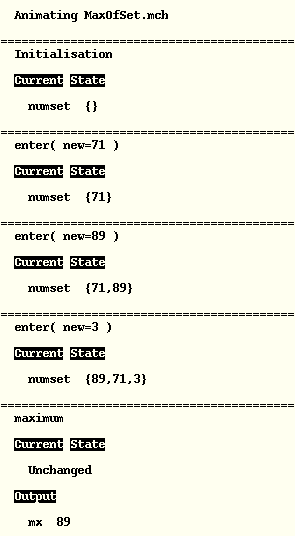 Animating MaxOfSet.mch
==========================================
Initialisation
Current State
numset {}
==========================================
enter( new=71 )
Current State
numset {71}
==========================================
enter( new=89 )
Current State
numset {71,89}
==========================================
enter( new=3 )
Current State
numset {89,71,3}
==========================================
maximum
Current State
Unchanged
Output
mx 89